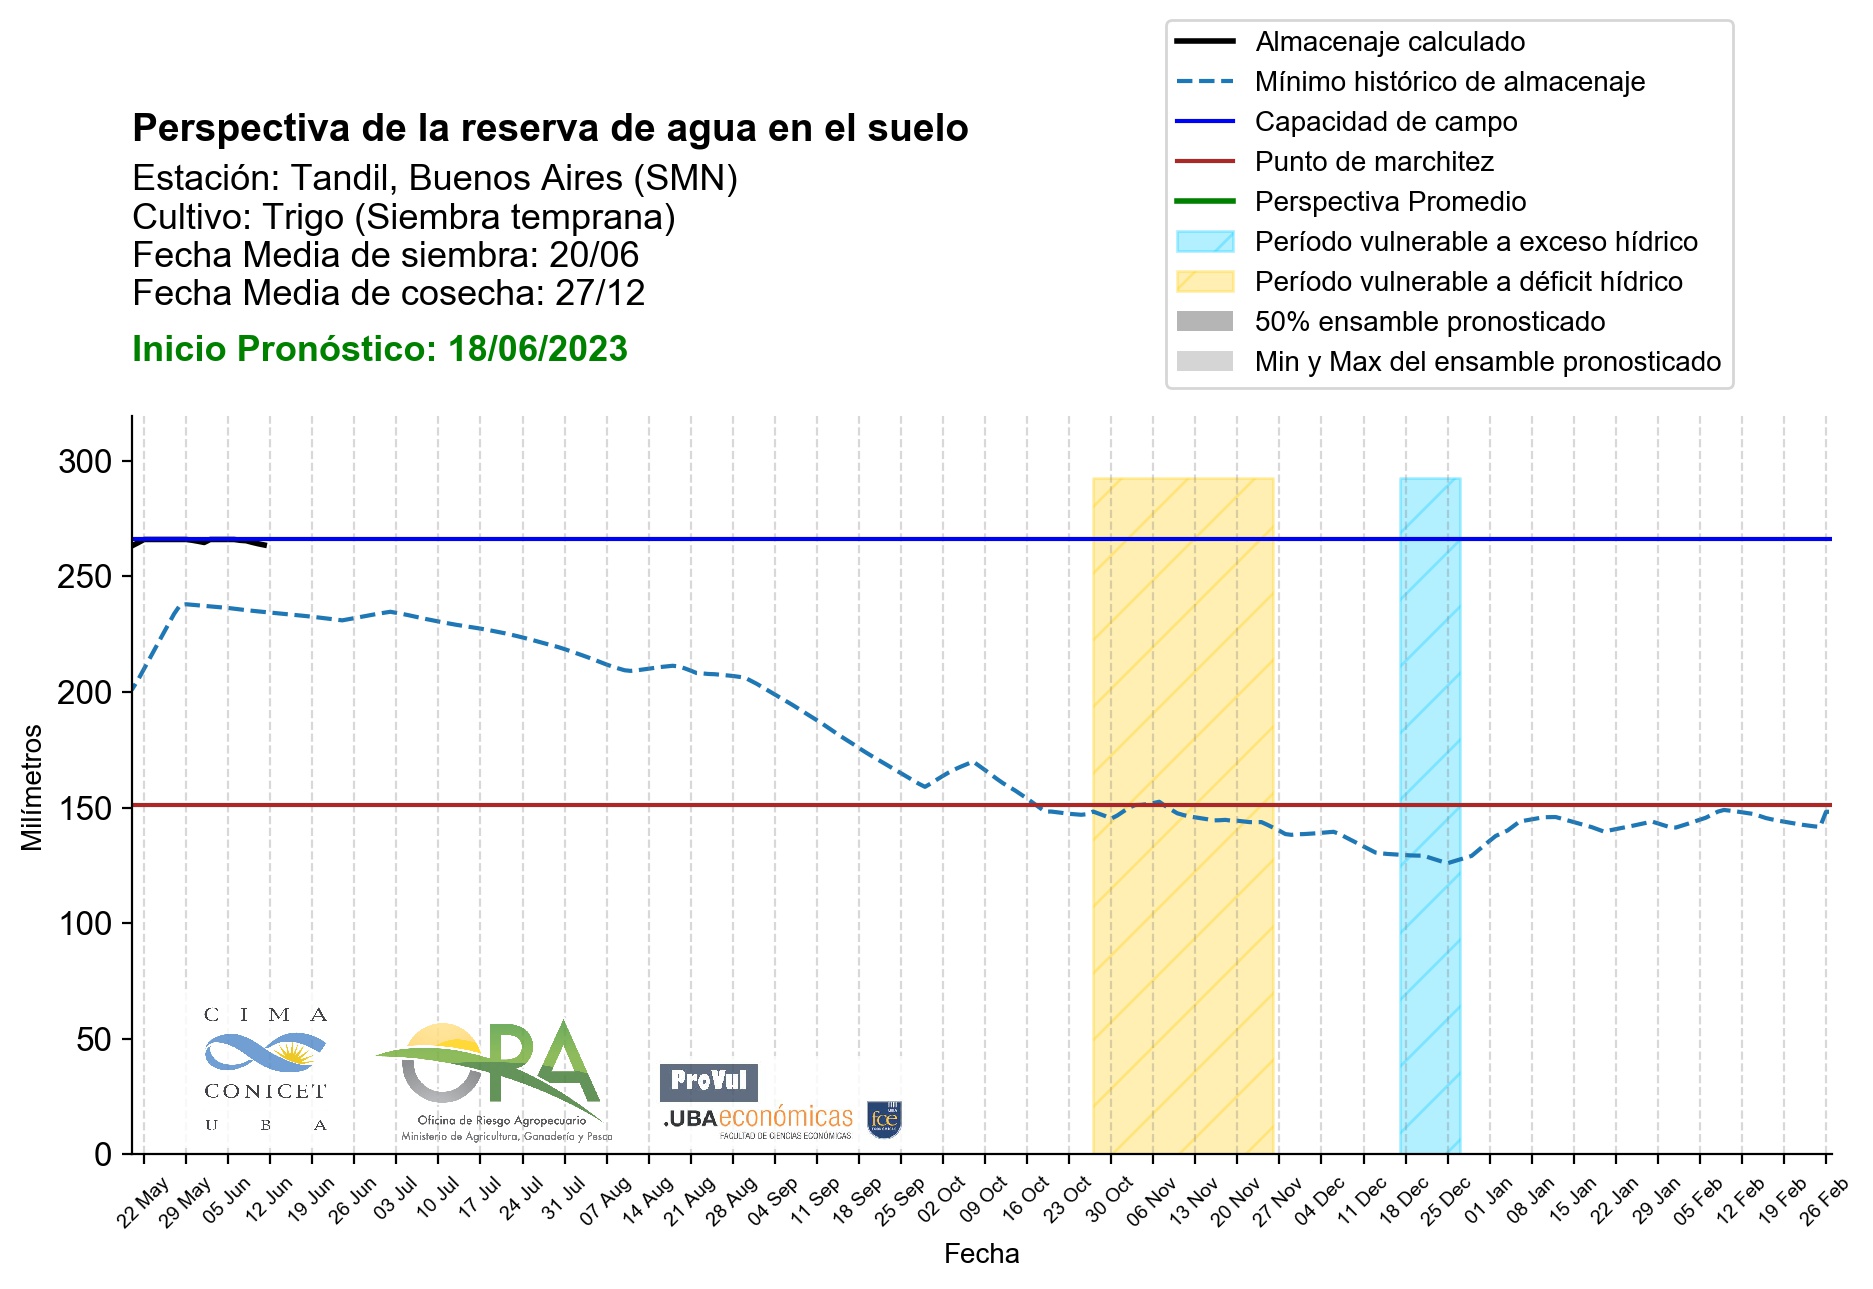 Almacenaje calculado
Mínimo histórico de almacenaje
Capacidad de campo
Punto de marchitez
Perspectiva Promedio
Período vulnerable a exceso hídrico
Período vulnerable a déficit hídrico
50% ensamble pronosticado
Min y Max del ensamble pronosticado
Perspectiva de la reserva de agua en el suelo
Estación: Tandil, Buenos Aires (SMN)
Cultivo: Trigo (Siembra temprana)
Fecha Media de siembra: 20/06
Fecha Media de cosecha: 27/12
Inicio Pronóstico: 18/06/2023
300
250
200
150
100
50
0
Milímetros
CIMA
CONICET
UBA
ORA
Oficina de Riesgo Agropecuario
Ministerio de Agricultura, Ganadería y Pesca
ProVul
.UBAeconómicas
FACULTAD DE CIENCIAS ECONÓMICAS
fce
22 May
29 May
05 Jun
12 Jun
19 Jun
26 Jun
03 Jul
10 Jul
17 Jul
24 Jul
31 Jul
07 Aug
14 Aug
21 Aug
28 Aug
04 Sep
11 Sep
18 Sep
25 Sep
02 Oct
09 Oct
16 Oct
23 Oct
30 Oct
06 Nov
13 Nov
20 Nov
27 Nov
04 Dec
11 Dec
18 Dec
25 Dec
01 Jan
08 Jan
15 Jan
22 Jan
29 Jan
05 Feb
12 Feb
19 Feb
26 Feb
Fecha